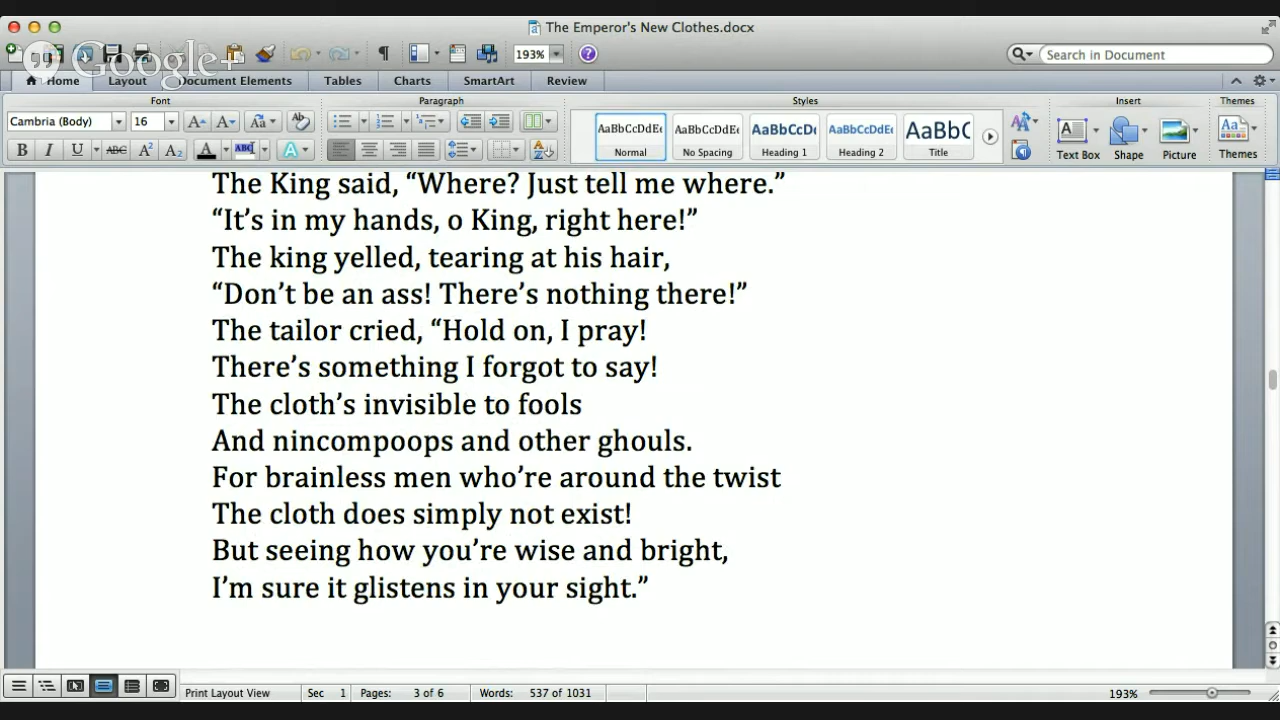 The Emperor's New Clothes.docx
193%
Search in Document
Google+
Home Layout Document Elements Tables Charts SmartArt Review
Font Paragraph Styles Insert Themes
Cambria (Body) 16
AaBbCcDdEe AaBbCcDdEe AaBbCcDc AaBbCcDdEe AaBbC
Normal No Spacing Heading 1 Heading 2 Title
Text Box Shape Picture Themes
The King said, “Where? Just tell me where.”
“It’s in my hands, o King, right here!”
The king yelled, tearing at his hair,
“Don’t be an ass! There’s nothing there!”
The tailor cried, “Hold on, I pray!
There’s something I forgot to say!
The cloth’s invisible to fools
And nincompoops and other ghouls.
For brainless men who’re around the twist
The cloth does simply not exist!
But seeing how you’re wise and bright,
I’m sure it glistens in your sight.”
Print Layout View Sec 1 Pages: 3 of 6 Words: 537 of 1031 193%